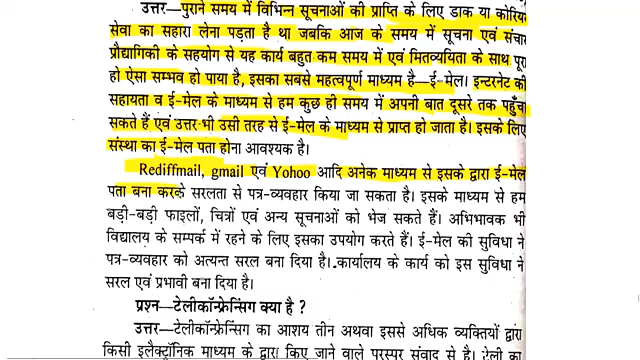 उत्तर— पुराने समय में विभिन्न सूचनाओं की प्राप्ति के लिए डाक या कोरिय
सेवा का सहारा लेना पड़ता है था जबकि आज के समय में सूचना एवं संचार
प्रौद्योगिकी के सहयोग से यह कार्य बहुत कम समय में एवं मितव्ययिता के साथ पूरा
हो ऐसा सम्भव हो पाया है, इसका सबसे महत्वपूर्ण माध्यम है— ई-मेल। इन्टरनेट की
सहायता व ई-मेल के माध्यम से हम कुछ ही समय में अपनी बात दूसरे तक पहुँचा
सकते हैं एवं उत्तर भी उसी तरह से ई-मेल के माध्यम से प्राप्त हो जाता है। इसके लिए
संस्था का ई-मेल पता होना आवश्यक है।
Rediffmail, gmail एवं Yohoo आदि अनेक माध्यम से इसके द्वारा ई-मेल
पता बना करके सरलता से पत्र-व्यवहार किया जा सकता है। इसके माध्यम से हम
बड़ी-बड़ी फाइलों, चित्रों एवं अन्य सूचनाओं को भेज सकते हैं। अभिभावक भी
विद्यालय के सम्पर्क में रहने के लिए इसका उपयोग करते हैं। ई-मेल की सुविधा ने
पत्र-व्यवहार को अत्यन्त सरल बना दिया है। कार्यालय के कार्य को इस सुविधा ने
सरल एवं प्रभावी बना दिया है।
प्रश्न—टेलीकॉन्फ्रेन्सिंग क्या है ?
उत्तर—टेलीकॉन्फ्रेन्सिंग का आशय तीन अथवा इससे अधिक व्यक्तियों द्वारा
किसी इलैक्ट्रॉनिक माध्यम के द्वारा किए जाने वाले परस्पर संवाद से है। टेली का